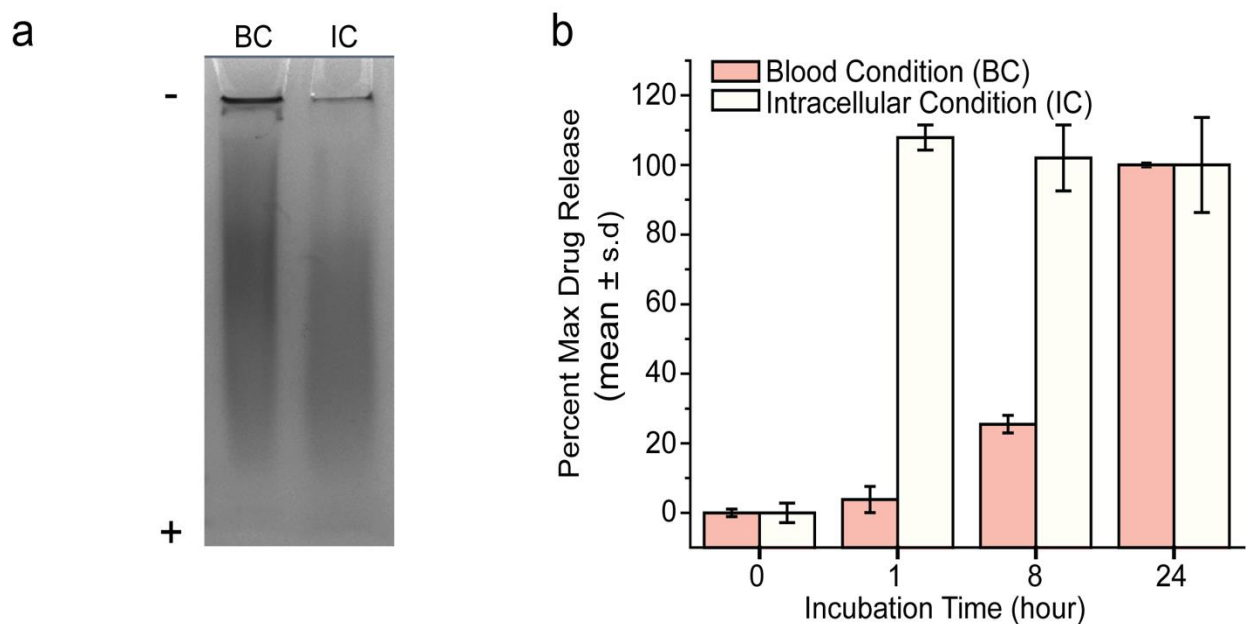 a
BC IC
-
+
b
Blood Condition (BC)
Intracellular Condition (IC)
Percent Max Drug Release
(mean ± s.d)
120
100
80
60
40
20
0
0 1 8 24
Incubation Time (hour)